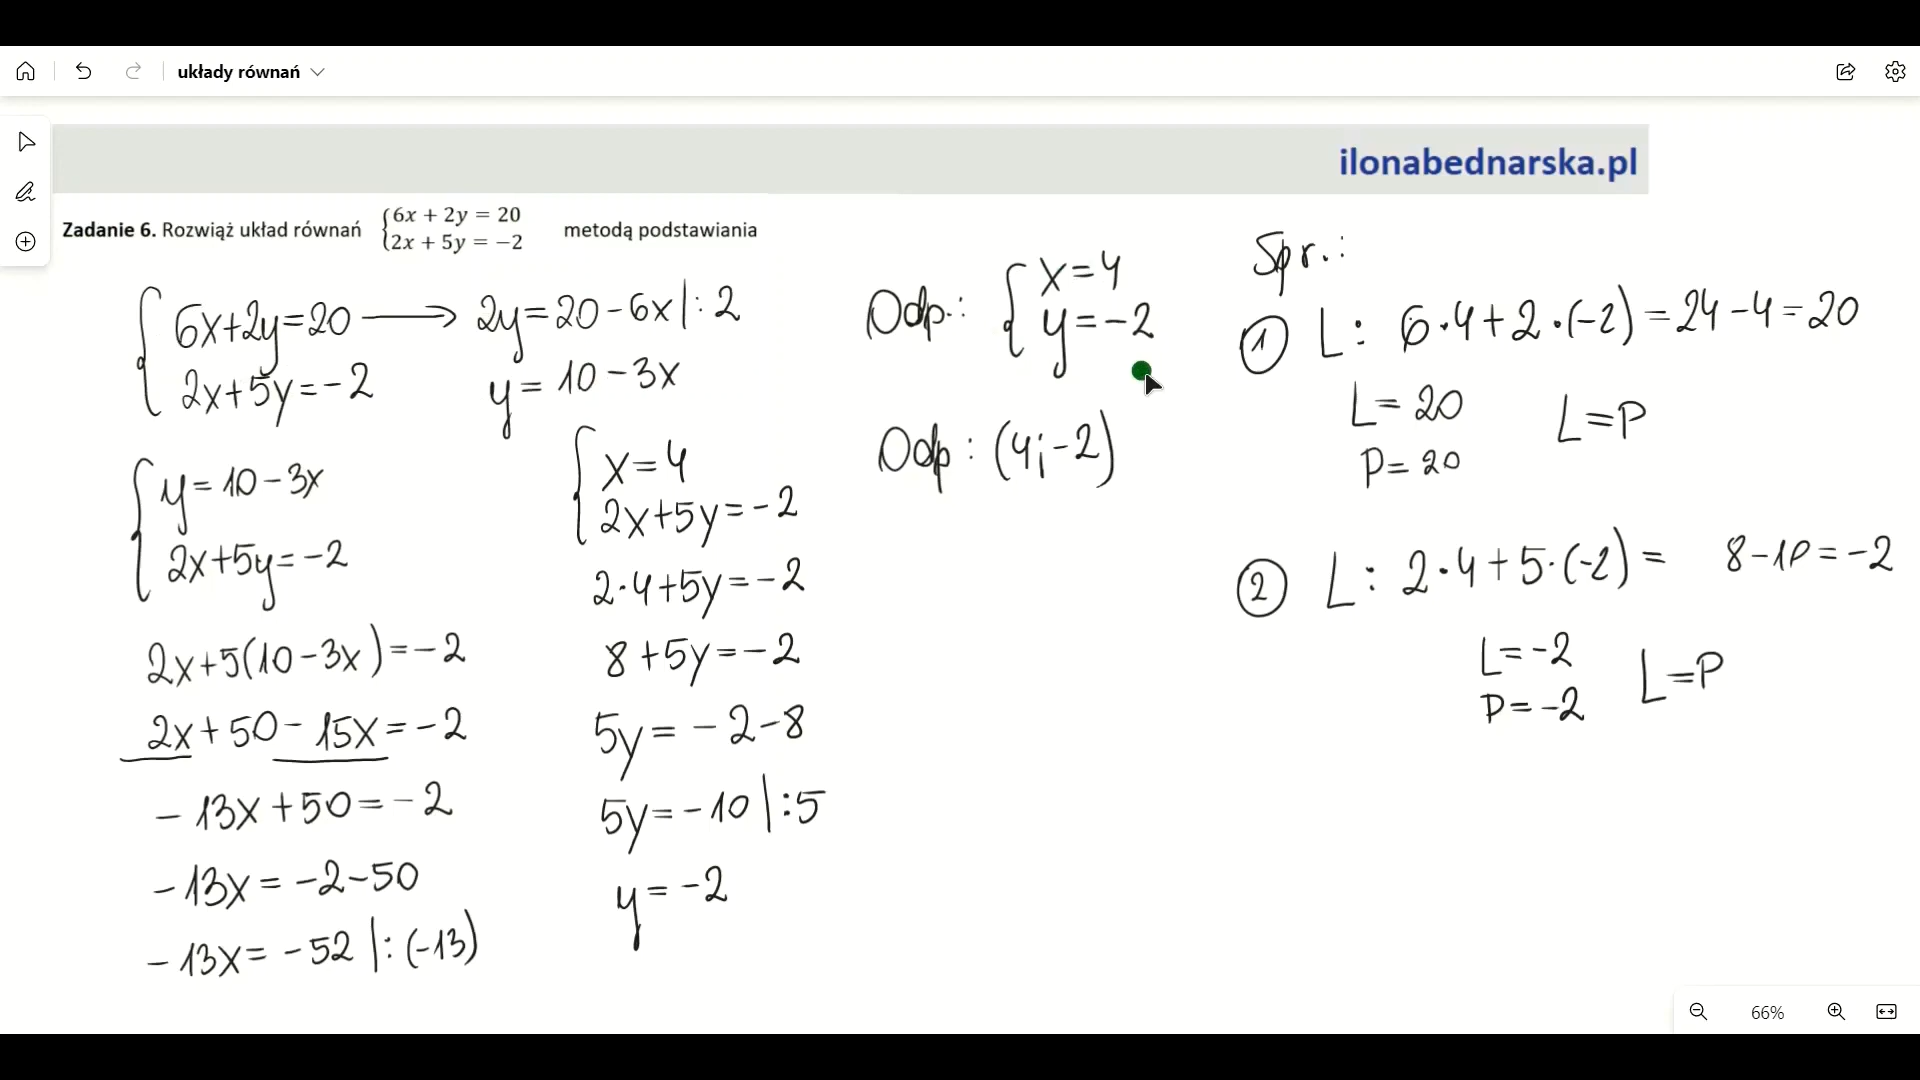 układy równań
ilonabednarska.pl
Zadanie 6. Rozwiąż układ równań {6x + 2y = 20 2x + 5y = −2 metodą podstawiania
6x+2y=20 → 2y=20-6x|:2
2x+5y=-2
y=10-3x
y=10-3x
2x+5y=-2
2x+5(10-3x)=-2
2x+50-15x=-2
-13x+50=-2
-13x=-2-50
-13x=-52|:(-13)
x=4
2x+5y=-2
2·4+5y=-2
8+5y=-2
5y=-2-8
5y=-10|:5
y=-2
Odp.: {x=4
y=-2
Odp: (4;-2)
Spr.:
① L: 6·4+2·(-2)=24-4=20
L=20
P=20
L=P
② L: 2·4+5·(-2)= 8-10=-2
L=-2
P=-2
L=P
66%